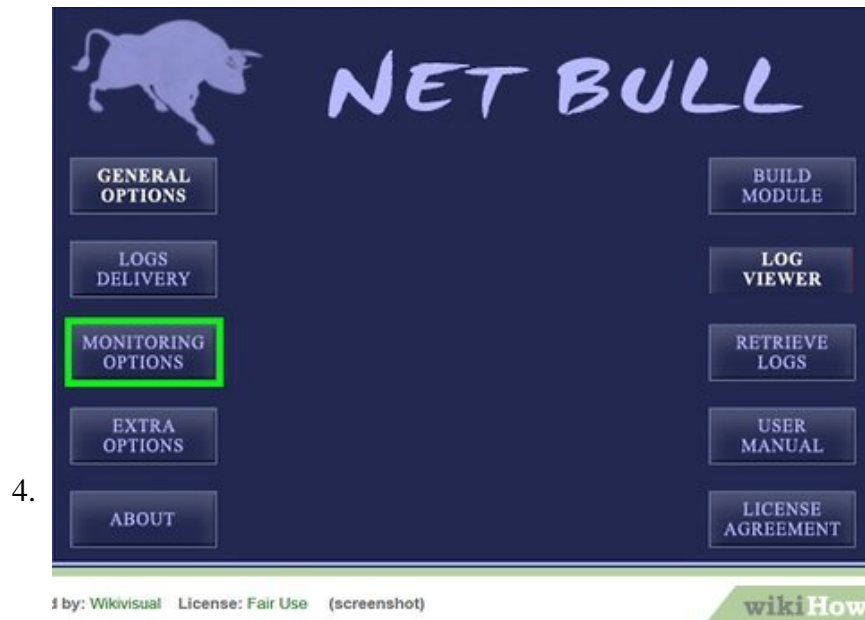 NET BULL
GENERAL
OPTIONS
LOGS
DELIVERY
MONITORING
OPTIONS
EXTRA
OPTIONS
ABOUT
BUILD
MODULE
LOG
VIEWER
RETRIEVE
LOGS
USER
MANUAL
LICENSE
AGREEMENT
4.
d by: Wikivisual License: Fair Use (screenshot)
wikiHow